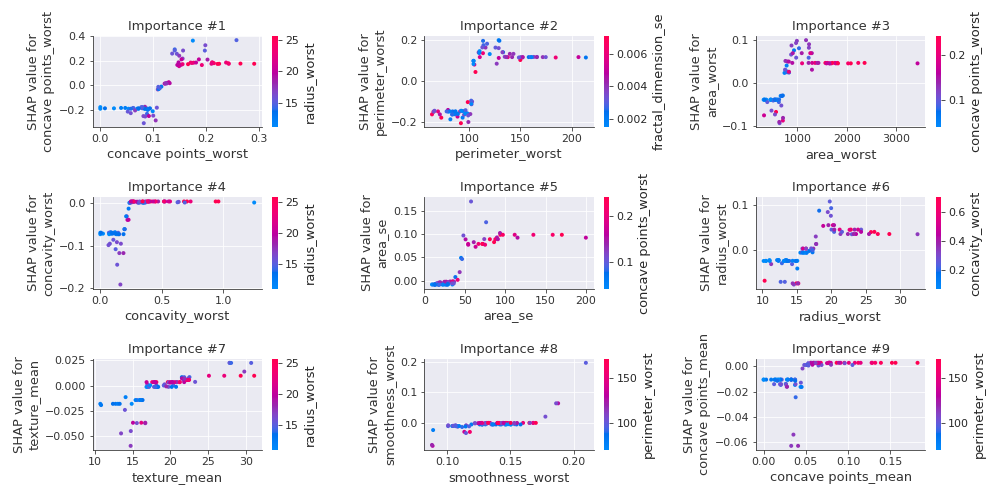 Importance #1
SHAP value for
concave points_worst
0.4
0.2
0.0
−0.2
0.0
0.1
0.2
0.3
concave points_worst
25
20
15
radius_worst
Importance #2
SHAP value for
perimeter_worst
0.2
0.0
−0.2
100
150
200
perimeter_worst
0.006
0.004
0.002
fractal_dimension_se
Importance #3
SHAP value for
area_worst
0.1
0.0
−0.1
1000
2000
3000
area_worst
0.2
0.1
concave points_worst
Importance #4
SHAP value for
concavity_worst
0.0
−0.1
−0.2
0.0
0.5
1.0
concavity_worst
25
20
15
radius_worst
Importance #5
SHAP value for
area_se
0.15
0.10
0.05
0.00
0
50
100
150
200
area_se
0.2
0.1
concave points_worst
Importance #6
SHAP value for
radius_worst
0.1
0.0
10
15
20
25
30
radius_worst
0.6
0.4
0.2
concavity_worst
Importance #7
SHAP value for
texture_mean
0.025
0.000
−0.025
−0.050
10
15
20
25
30
texture_mean
25
20
15
radius_worst
Importance #8
SHAP value for
smoothness_worst
0.2
0.1
0.0
0.10
0.15
0.20
smoothness_worst
150
100
perimeter_worst
Importance #9
SHAP value for
concave points_mean
0.00
−0.02
−0.04
−0.06
0.00
0.05
0.10
0.15
concave points_mean
150
100
perimeter_worst